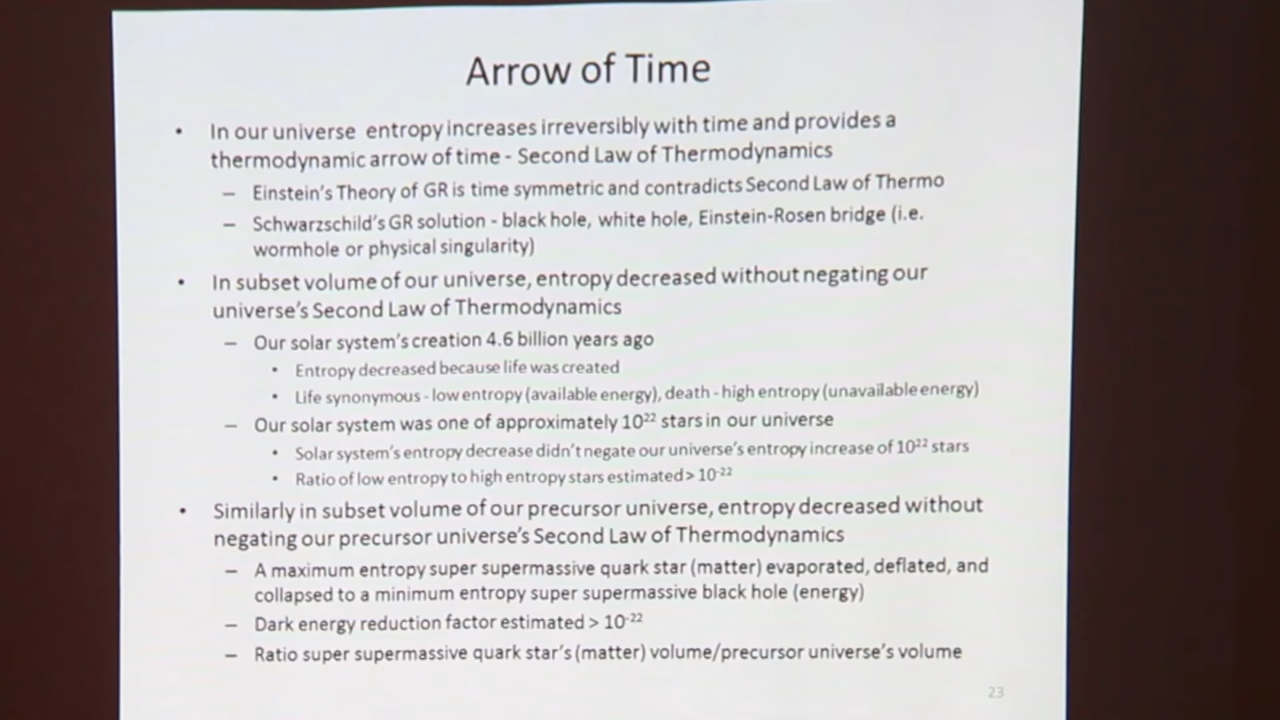 Arrow of Time
• In our universe entropy increases irreversibly with time and provides a
thermodynamic arrow of time - Second Law of Thermodynamics
– Einstein's Theory of GR is time symmetric and contradicts Second Law of Thermo
– Schwarzschild's GR solution - black hole, white hole, Einstein-Rosen bridge (i.e.
wormhole or physical singularity)
• In subset volume of our universe, entropy decreased without negating our
universe's Second Law of Thermodynamics
– Our solar system's creation 4.6 billion years ago
• Entropy decreased because life was created
• Life synonymous - low entropy (available energy), death - high entropy (unavailable energy)
– Our solar system was one of approximately 10²² stars in our universe
• Solar system's entropy decrease didn't negate our universe's entropy increase of 10²² stars
• Ratio of low entropy to high entropy stars estimated > 10⁻²²
• Similarly in subset volume of our precursor universe, entropy decreased without
negating our precursor universe's Second Law of Thermodynamics
– A maximum entropy super supermassive quark star (matter) evaporated, deflated, and
collapsed to a minimum entropy super supermassive black hole (energy)
– Dark energy reduction factor estimated > 10⁻²²
– Ratio super supermassive quark star's (matter) volume/precursor universe's volume
23